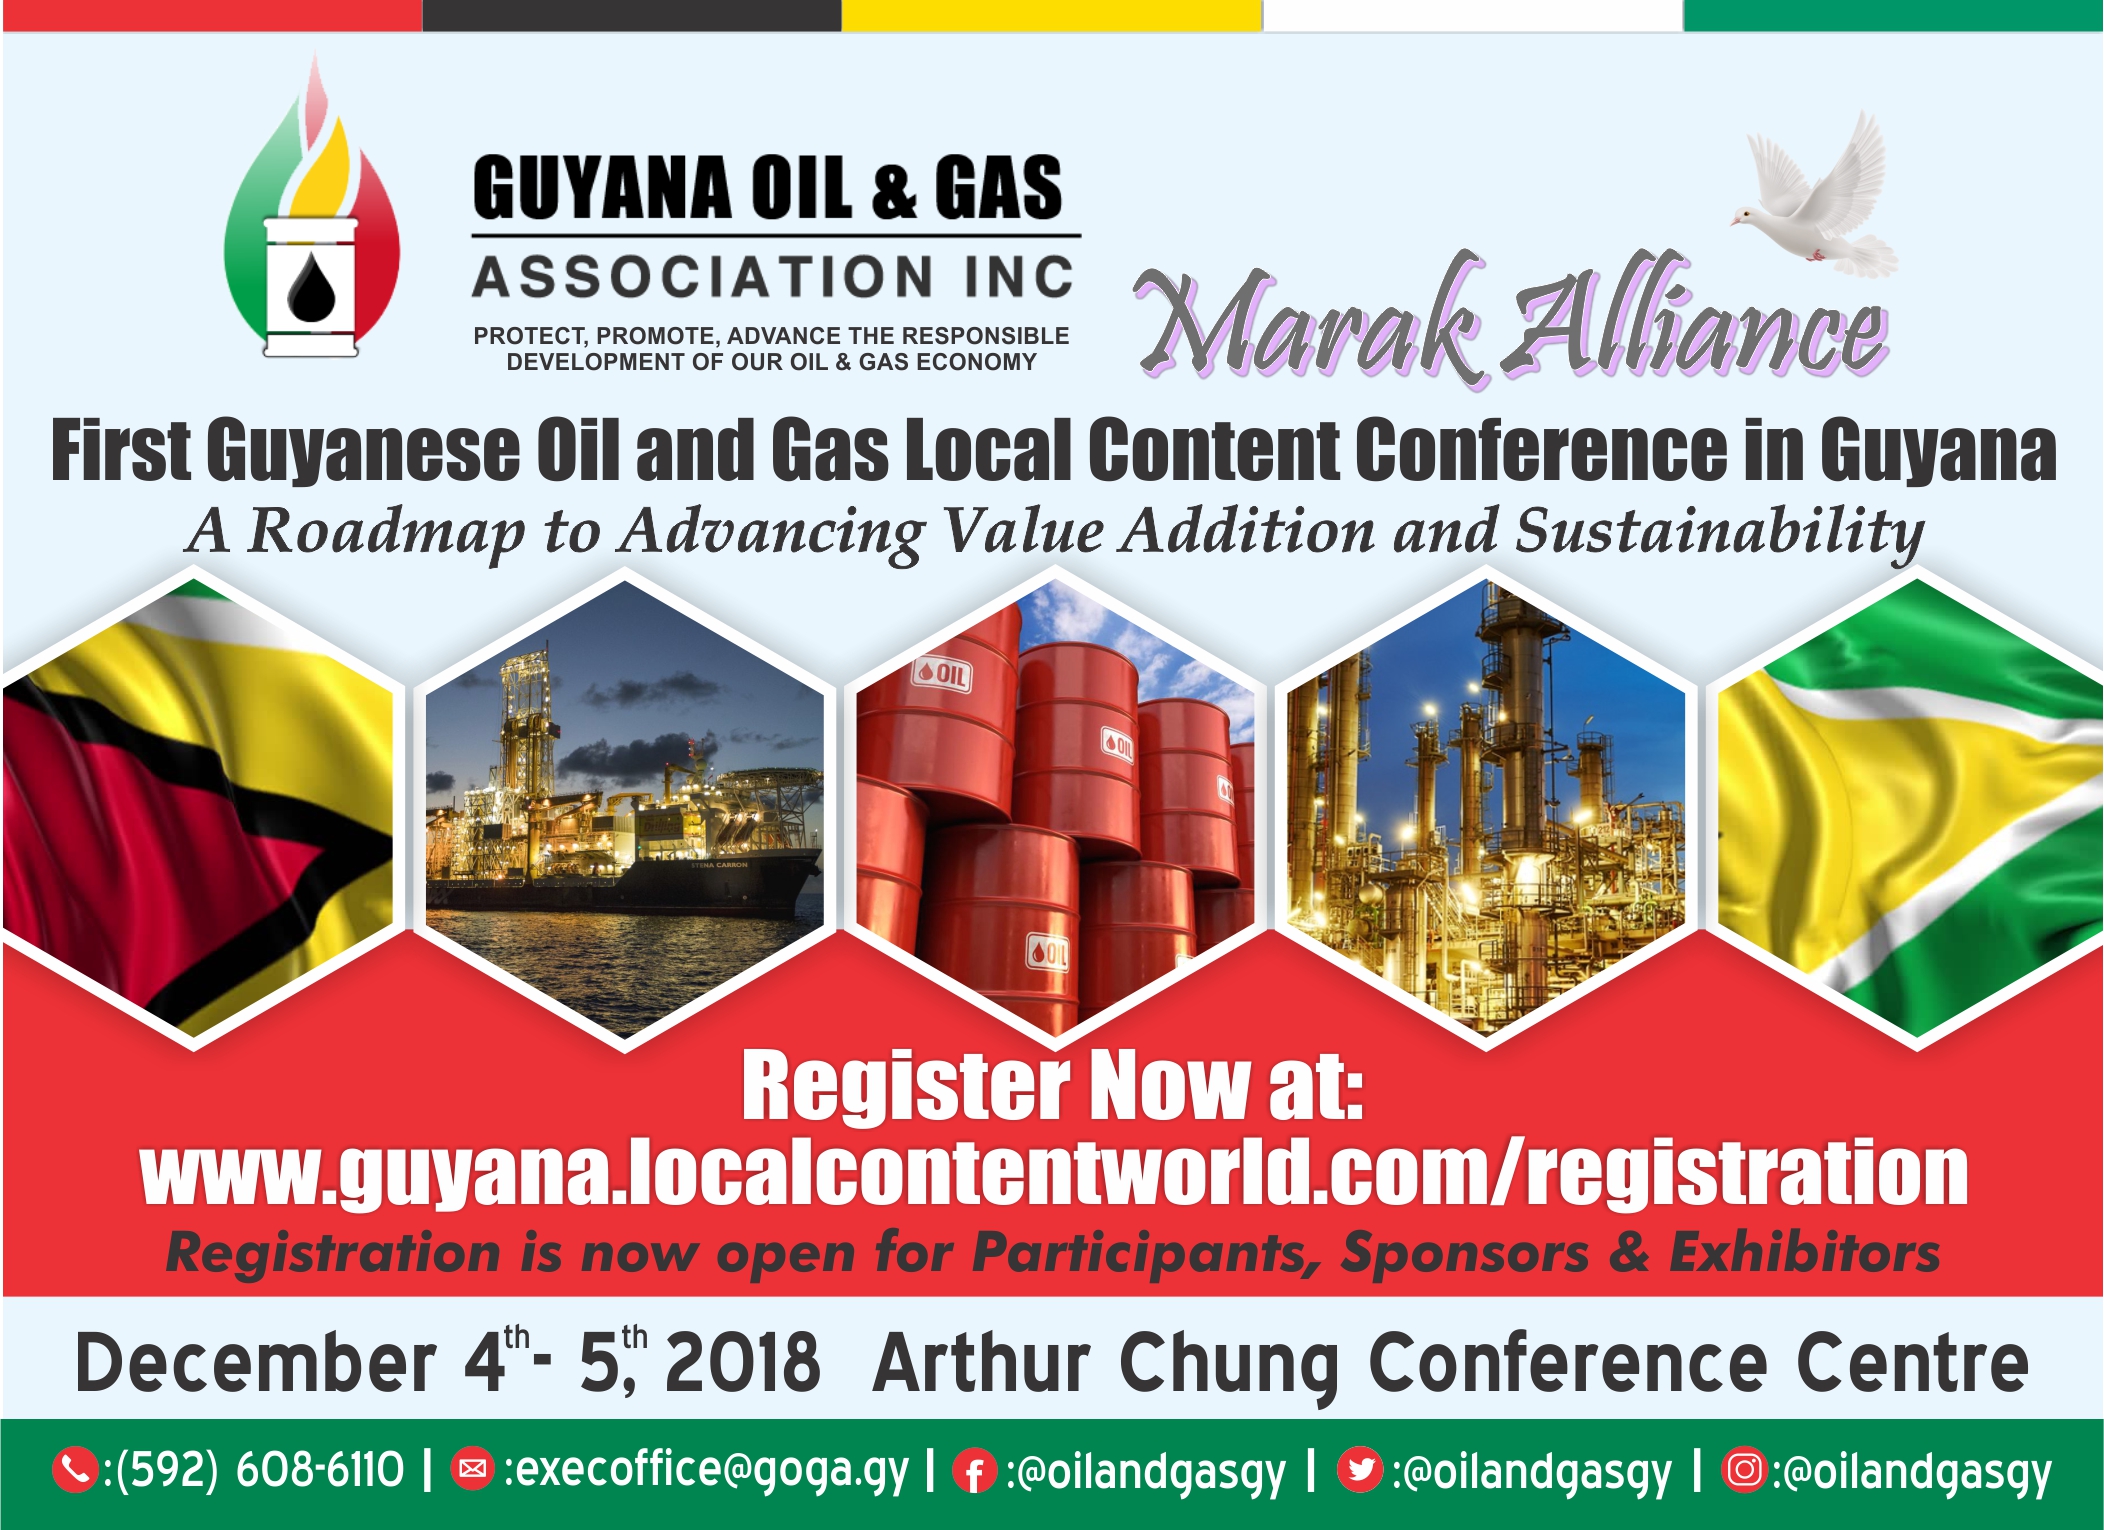 GUYANA OIL & GAS
ASSOCIATION INC
PROTECT, PROMOTE, ADVANCE THE RESPONSIBLE
DEVELOPMENT OF OUR OIL & GAS ECONOMY
Marak Alliance
First Guyanese Oil and Gas Local Content Conference in Guyana
A Roadmap to Advancing Value Addition and Sustainability
OIL
OIL
OIL
STENA CARRON
Register Now at:
www.guyana.localcontentworld.com/registration
Registration is now open for Participants, Sponsors & Exhibitors
December 4th- 5th, 2018 Arthur Chung Conference Centre
:(592) 608-6110 | :execoffice@goga.gy | :@oilandgasgy | :@oilandgasgy | :@oilandgasgy